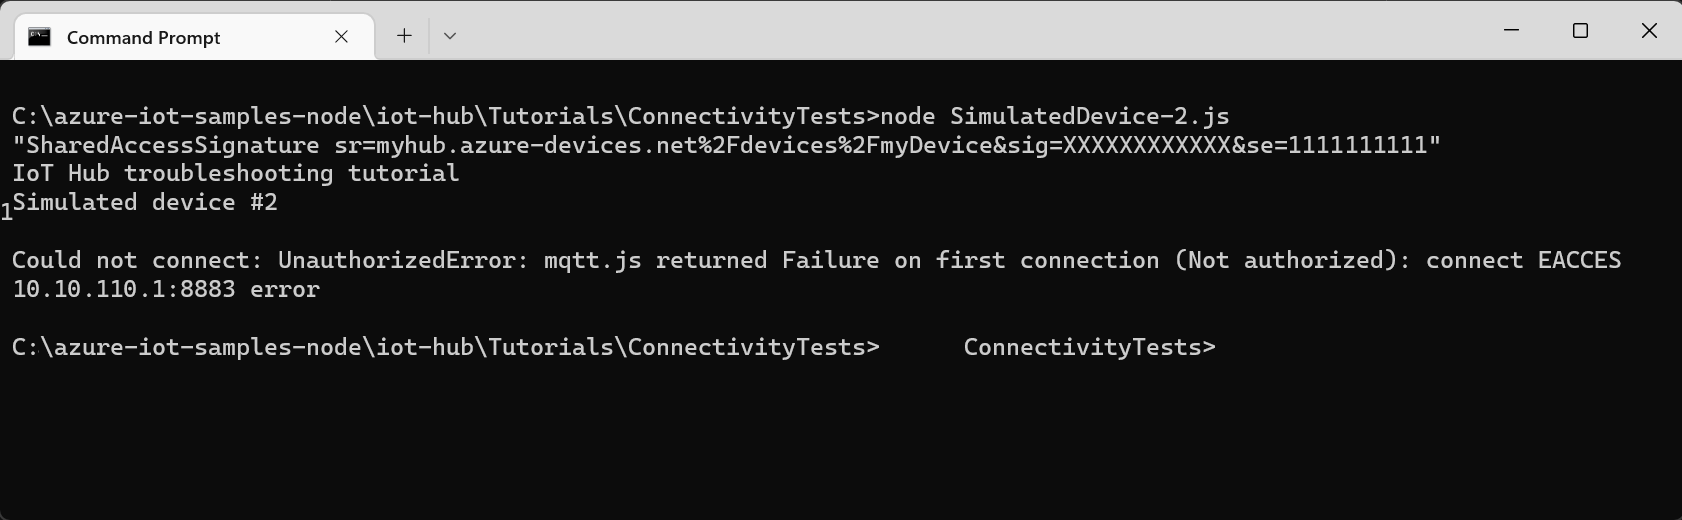 Command Prompt
C:\azure-iot-samples-node\iot-hub\Tutorials\ConnectivityTests>node SimulatedDevice-2.js
"SharedAccessSignature sr=myhub.azure-devices.net%2Fdevices%2FmyDevice&sig=XXXXXXXXXXXX&se=1111111111"
IoT Hub troubleshooting tutorial
1Simulated device #2
Could not connect: UnauthorizedError: mqtt.js returned Failure on first connection (Not authorized): connect EACCES
10.10.110.1:8883 error
C:\azure-iot-samples-node\iot-hub\Tutorials\ConnectivityTests>      ConnectivityTests>